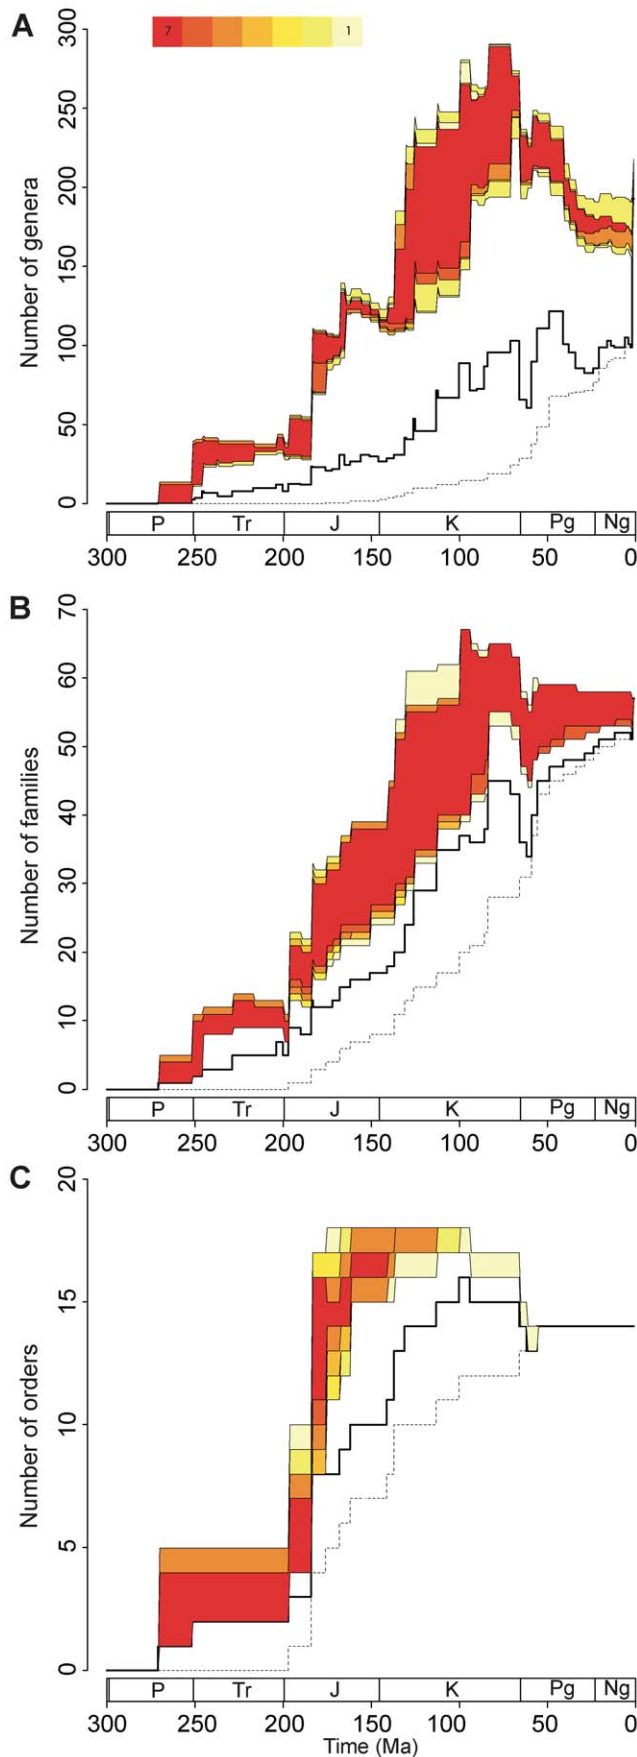 A
7 1
300
250
200
150
100
50
0
Number of genera
P Tr J K Pg Ng
300 250 200 150 100 50 0
B
70
60
50
40
30
20
10
0
Number of families
P Tr J K Pg Ng
300 250 200 150 100 50 0
C
20
15
10
5
0
Number of orders
P Tr J K Pg Ng
300 250 200 150 100 50 0
Time (Ma)